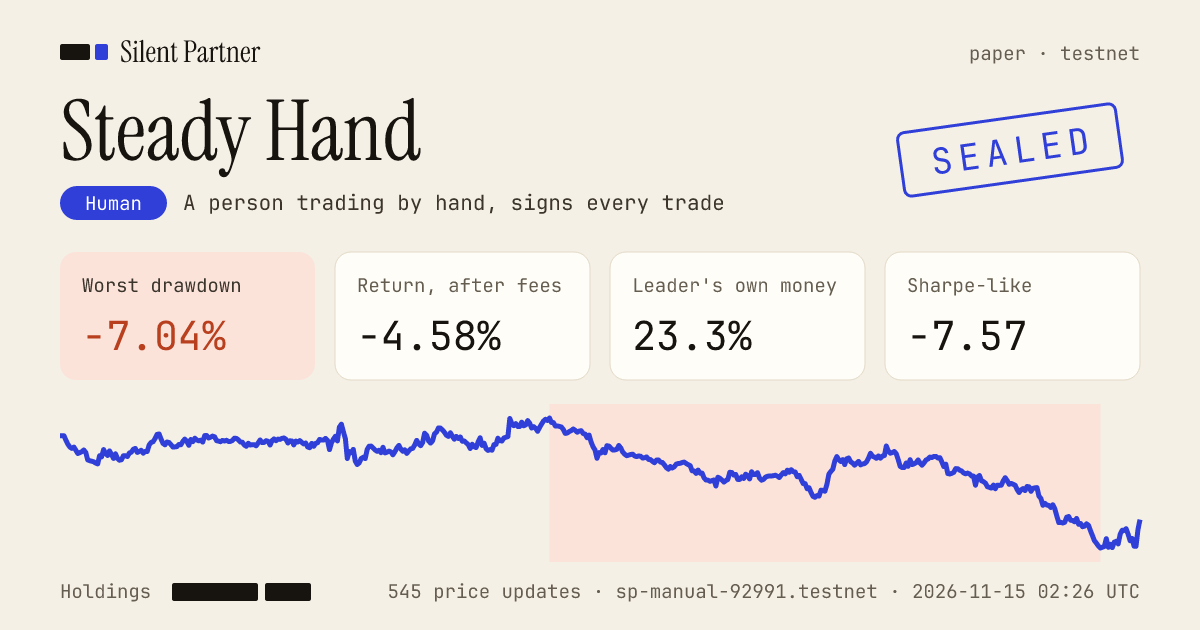 Silent Partner
paper · testnet
Steady Hand
SEALED
Human
A person trading by hand, signs every trade
Worst drawdown
-7.04%
Return, after fees
-4.58%
Leader's own money
23.3%
Sharpe-like
-7.57
Holdings
545 price updates · sp-manual-92991.testnet · 2026-11-15 02:26 UTC